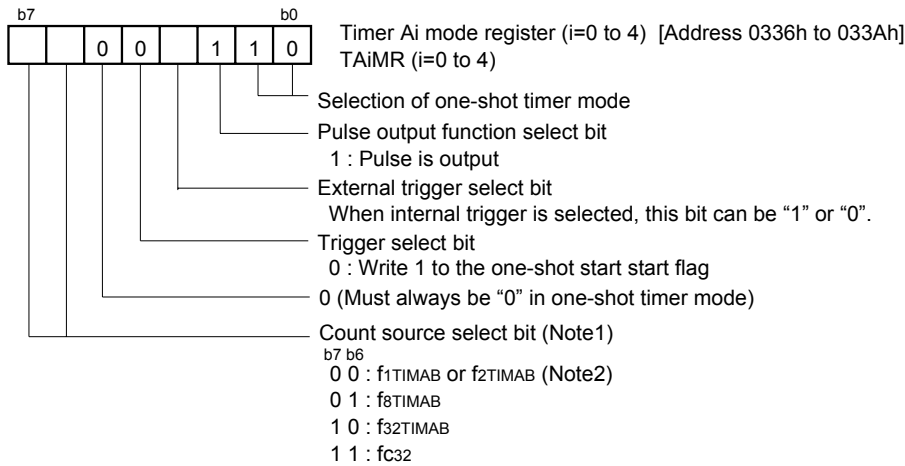 b7 b0
Timer Ai mode register (i=0 to 4) [Address 0336h to 033Ah]
0 0 1 1 0
TAiMR (i=0 to 4)
Selection of one-shot timer mode
Pulse output function select bit
1 : Pulse is output
External trigger select bit
When internal trigger is selected, this bit can be “1” or “0”.
Trigger select bit
0 : Write 1 to the one-shot start start flag
0 (Must always be “0” in one-shot timer mode)
Count source select bit (Note1)
b7 b6
0 0 : f1TIMAB or f2TIMAB (Note2)
0 1 : f8TIMAB
1 0 : f32TIMAB
1 1 : fC32